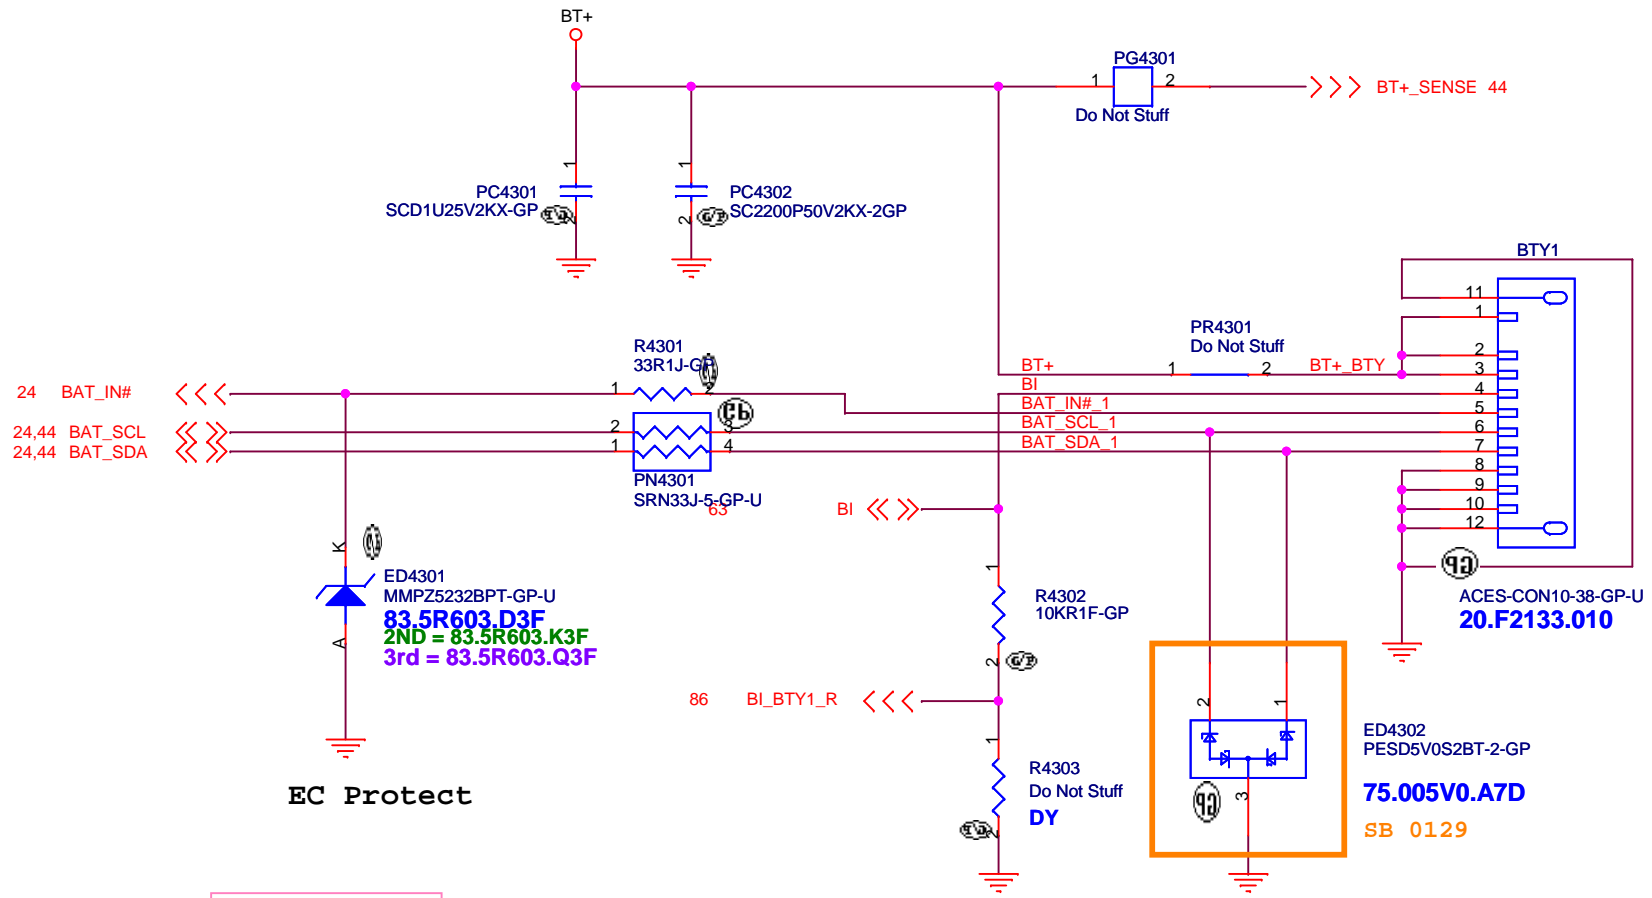 BT+
PG4301
1
2
BT+_SENSE 44
Do Not Stuff
1
1
PC4301
SCD1U25V2KX-GP
2
PC4302
SC2200P50V2KX-2GP
2
BTY1
11
1
2
3
4
5
6
7
8
9
10
12
ACES-CON10-38-GP-U
20.F2133.010
PR4301
Do Not Stuff
BT+
1
2
BT+_BTY
BI
BAT_IN#_1
BAT_SCL_1
BAT_SDA_1
R4301
33R1J-GP
24 BAT_IN#
1
2
24,44 BAT_SCL
2
3
24,44 BAT_SDA
1
4
PN4301
SRN33J-5-GP-U
63
BI
K
ED4301
MMPZ5232BPT-GP-U
83.5R603.D3F
2ND = 83.5R603.K3F
3rd = 83.5R603.Q3F
A
EC Protect
1
R4302
10KR1F-GP
2
86 BI_BTY1_R
1
R4303
Do Not Stuff
DY
2
2
1
ED4302
PESD5V0S2BT-2-GP
3
75.005V0.A7D
SB 0129